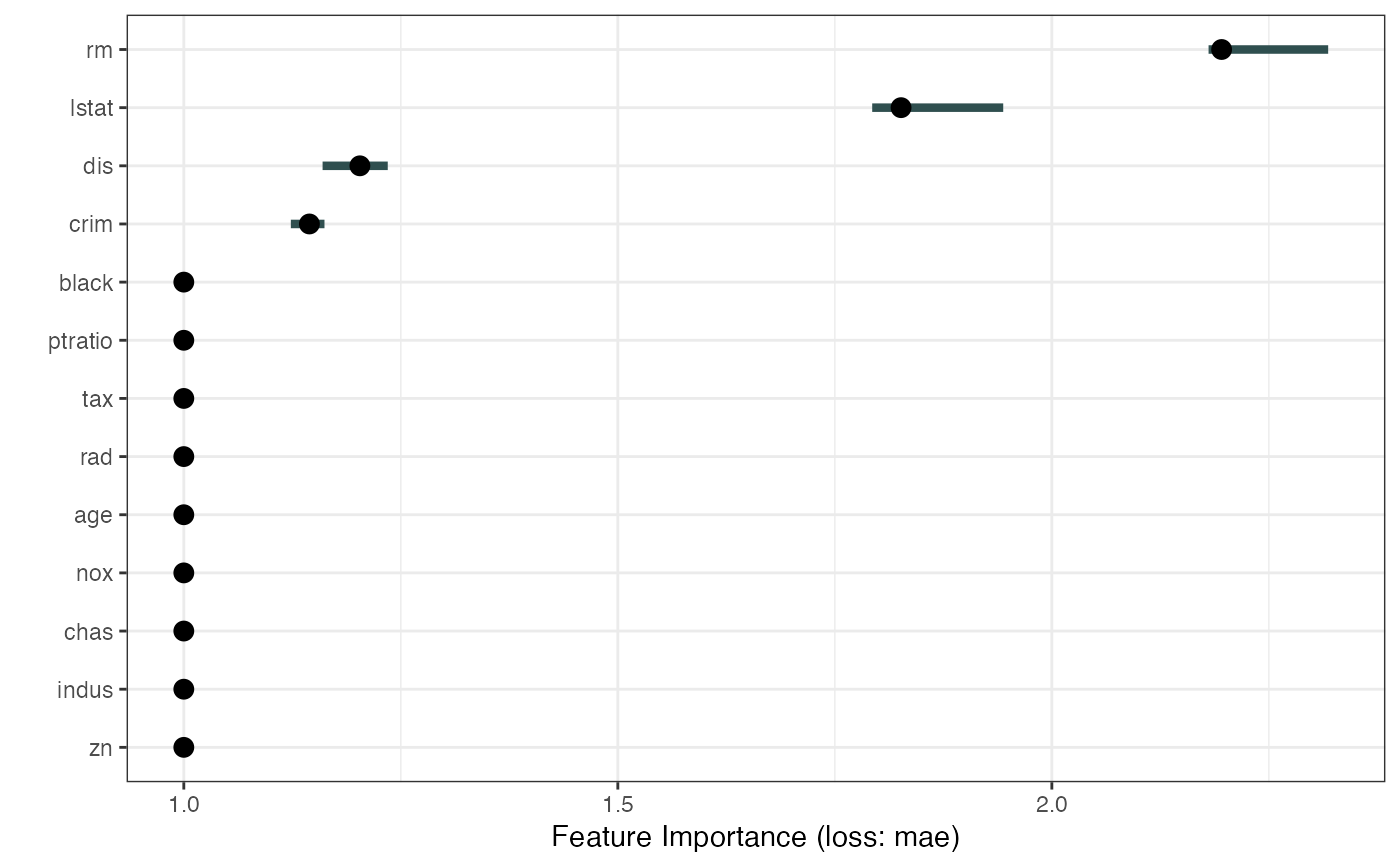 rm
lstat
dis
crim
black
ptratio
tax
rad
age
nox
chas
indus
zn
1.0 1.5 2.0
Feature Importance (loss: mae)